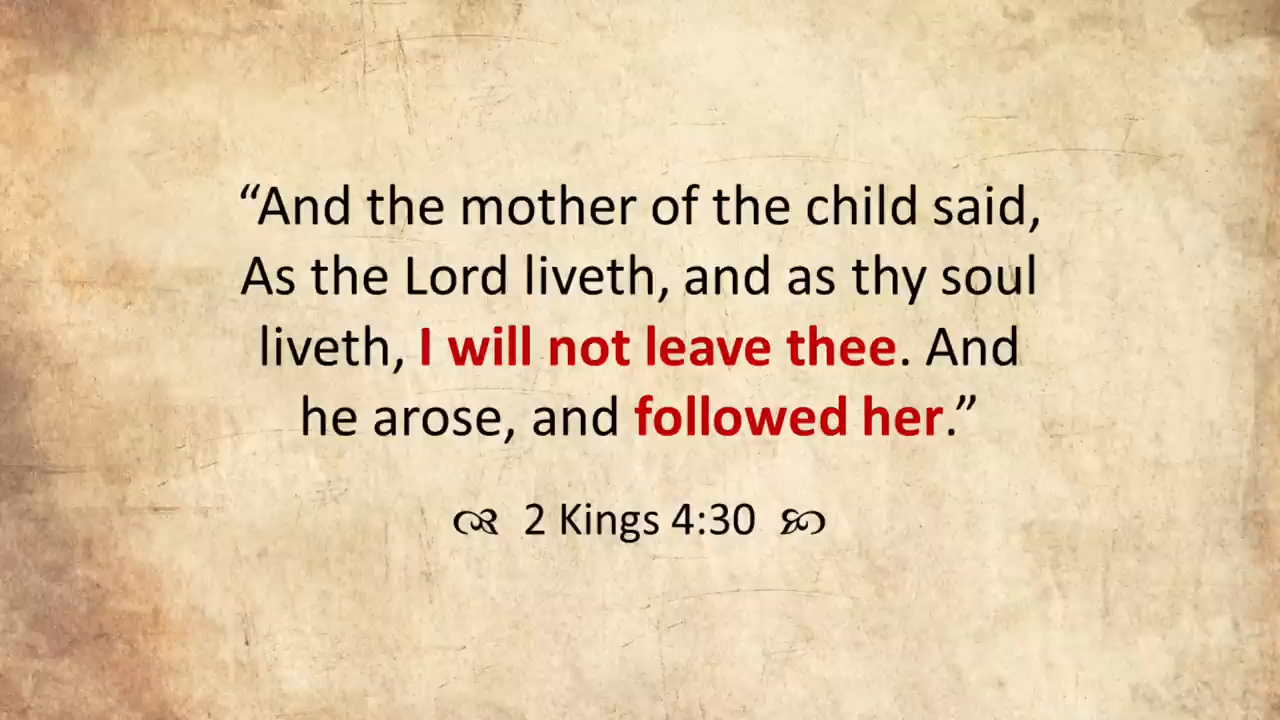 “And the mother of the child said,
As the Lord liveth, and as thy soul
liveth, I will not leave thee. And
he arose, and followed her.”
2 Kings 4:30